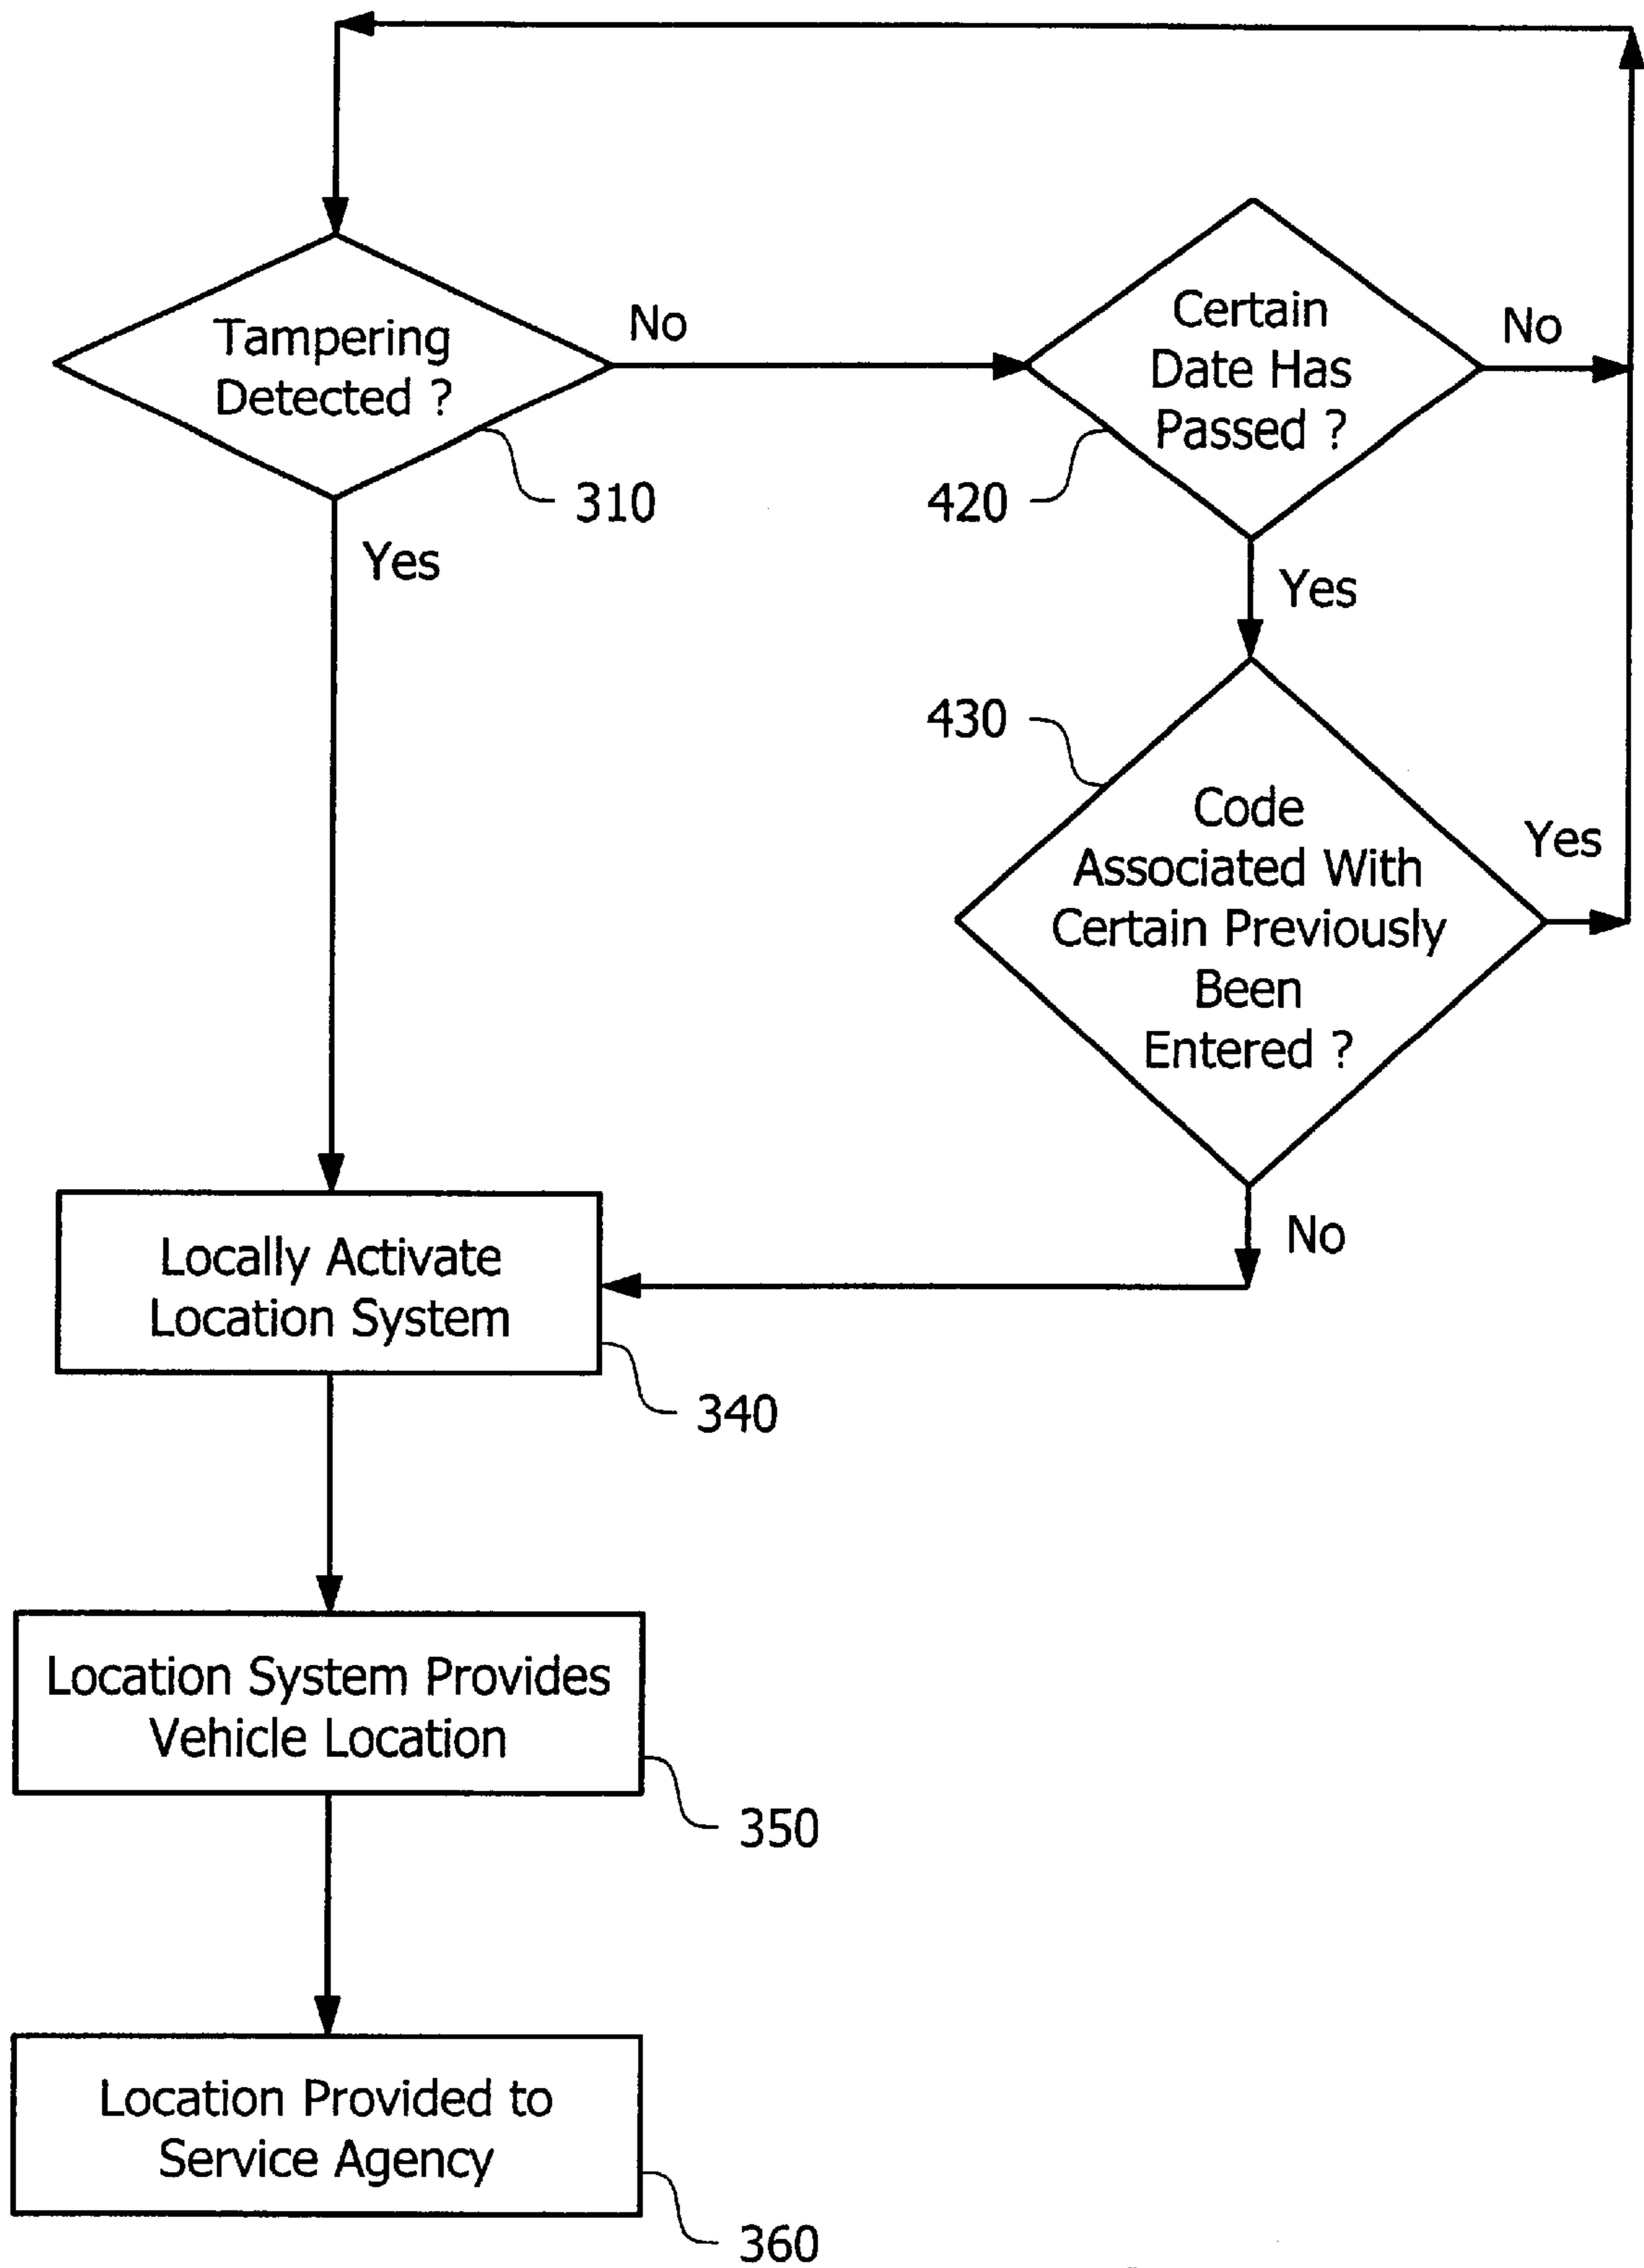 Tampering
Detected ?
310
No
Yes
Certain
Date Has
Passed ?
420
No
Yes
430
Code
Associated With
Certain Previously
Been
Entered ?
Yes
No
Locally Activate
Location System
340
Location System Provides
Vehicle Location
350
Location Provided to
Service Agency
360